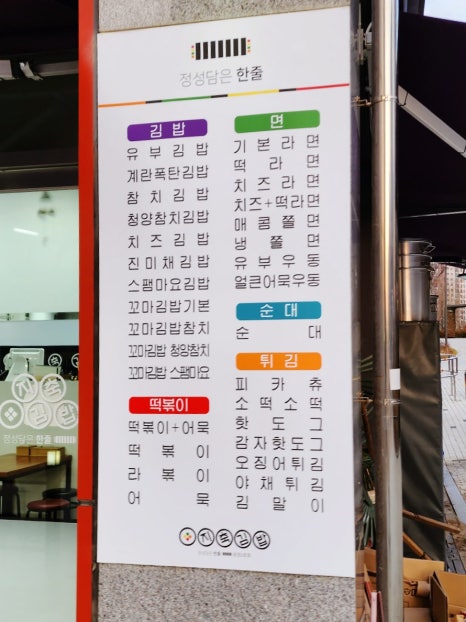 정성담은 한줄
김밥
유부김밥
계란폭탄김밥
참치김밥
청양참치김밥
치즈김밥
진미채김밥
스팸마요김밥
꼬마김밥기본
꼬마김밥참치
꼬마김밥 청양참치
꼬마김밥 스팸마요
떡볶이
떡볶이+어묵
떡볶이
라볶이
어묵
면
기본라면
떡라면
치즈라면
치즈+떡라면
매콤쫄면
냉쫄면
유부우동
얼큰어묵우동
순대
순대
튀김
피카츄
소떡소떡
핫도그
감자핫도그
오징어튀김
야채튀김
김말이
지트김밥
정성담은 한줄